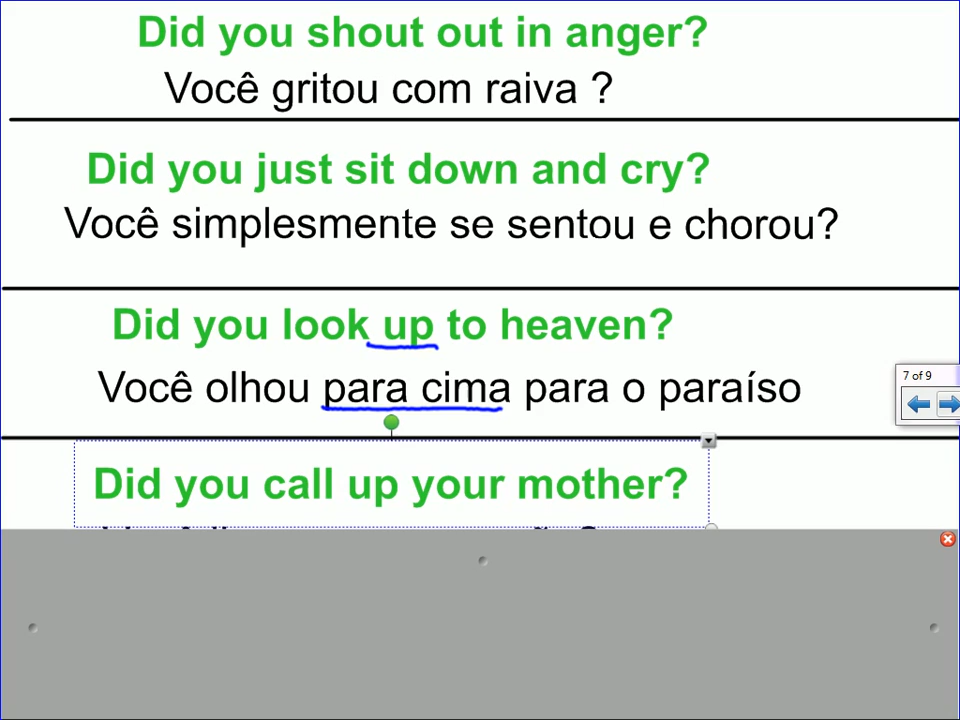 Did you shout out in anger?
Você gritou com raiva ?
Did you just sit down and cry?
Você simplesmente se sentou e chorou?
Did you look up to heaven?
Você olhou para cima para o paraíso
7 of 9
Did you call up your mother?